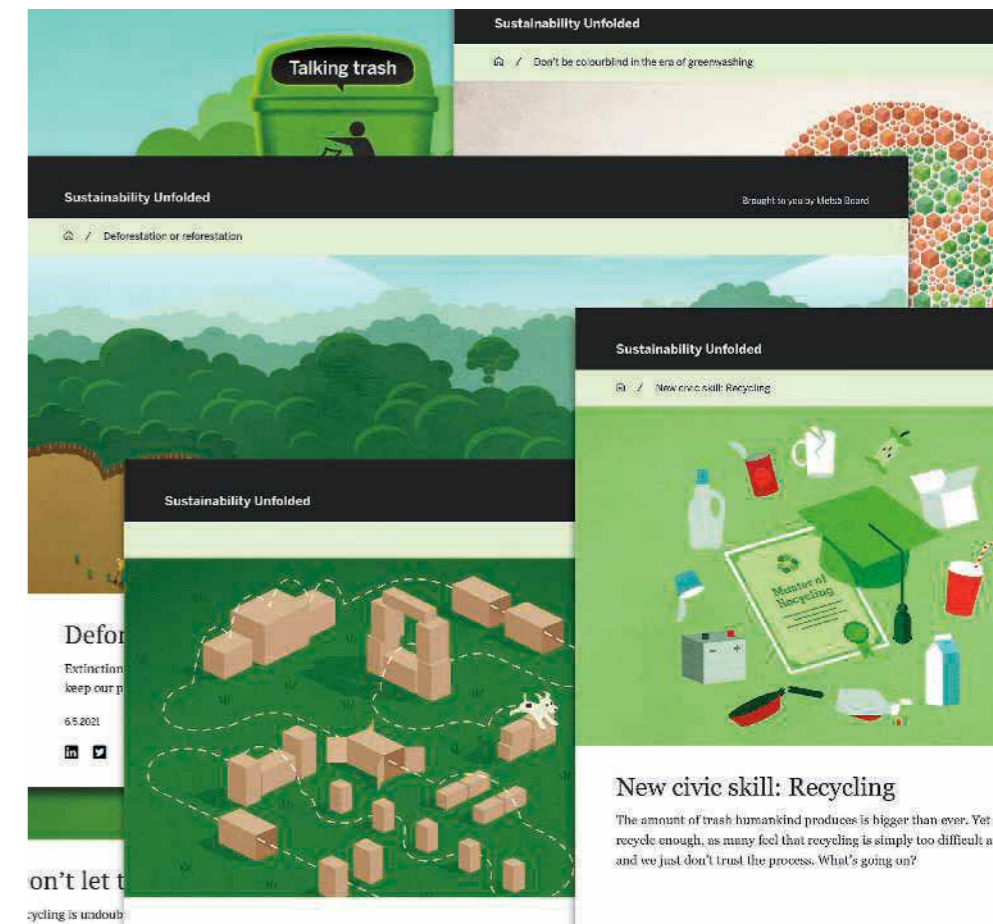 Talking trash
Sustainability Unfolded
/ Don't be colourblind in the era of greenwashing
Sustainability Unfolded
Brought to you by Metsä Board
/ Deforestation or reforestation
Sustainability Unfolded
/ New civic skill: Recycling
Sustainability Unfolded
Master of
Recycling
Defor
Extinction
keep our p
6.5.2021
in
New civic skill: Recycling
The amount of trash humankind produces is bigger than ever. Yet
recycle enough, as many feel that recycling is simply too difficult a
and we just don't trust the process. What's going on?
on't let t
cycling is undoub